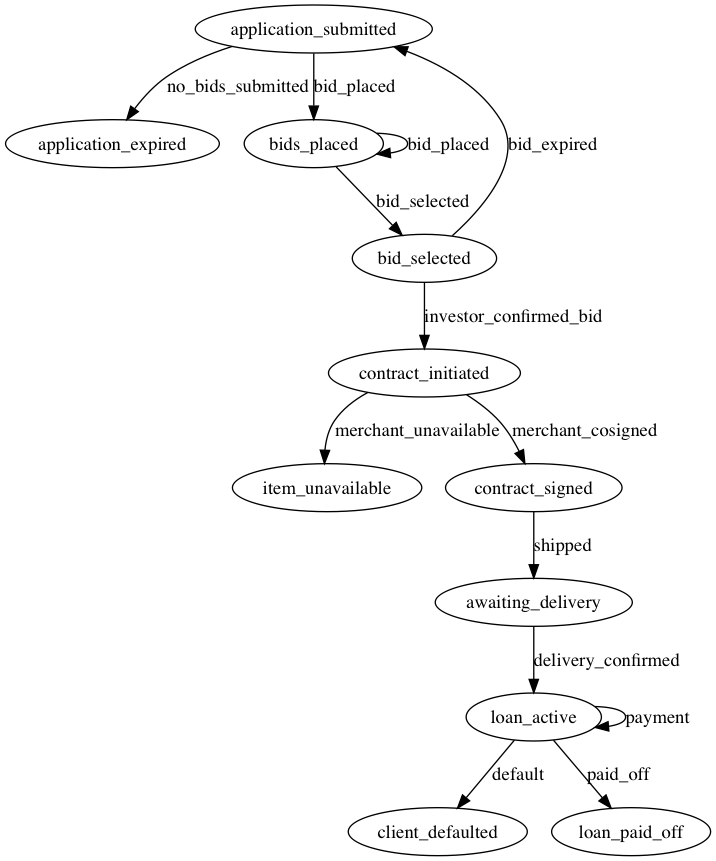 application_submitted
no_bids_submitted
bid_placed
application_expired
bids_placed
bid_placed
bid_expired
bid_selected
bid_selected
investor_confirmed_bid
contract_initiated
merchant_unavailable
merchant_cosigned
item_unavailable
contract_signed
shipped
awaiting_delivery
delivery_confirmed
loan_active
payment
default
paid_off
client_defaulted
loan_paid_off